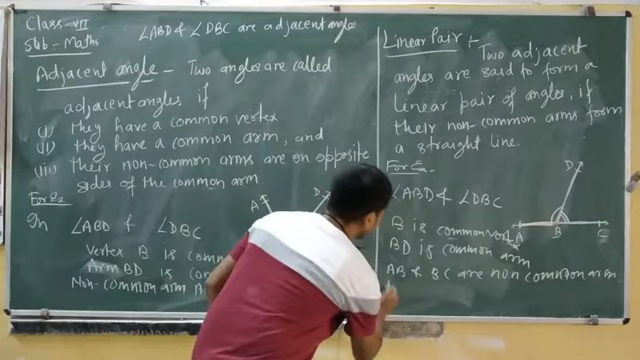 Class-VII
Sub - Maths
∠ABD & ∠DBC are adjacent angle
Adjacent angle - Two angles are called
adjacent angles if
(i) They have a common vertex
(ii) they have a common arm, and
(iii) their non-common arms are on opposite
sides of the common arm
For Ex
In ∠ABD & ∠DBC
vertex B is
Arm BD is
Non-common arm
A
D
Linear Pair :- Two adjacent
angles are said to form a
linear pair of angles, if
their non-common arms form
a straight line.
For Ex
∠ABD & ∠DBC
B is common vertex
BD is common arm
AB & BC are non common arm
D
A
B
C